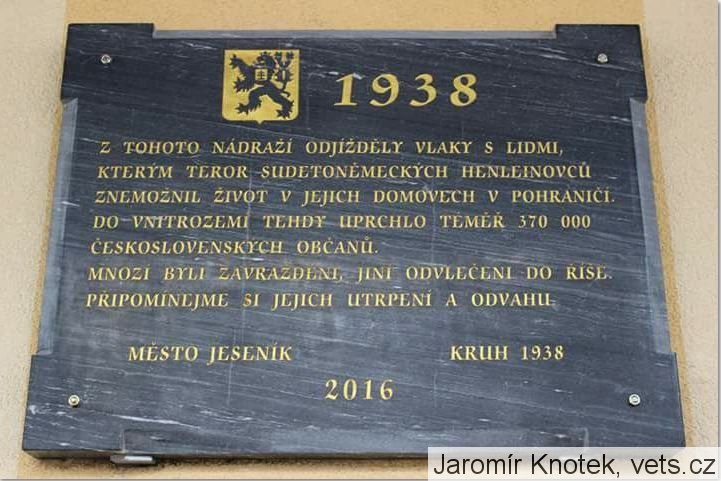 1938
Z TOHOTO NÁDRAŽÍ ODJÍŽDĚLY VLAKY S LIDMI,
KTERÝM TEROR SUDETONĚMECKÝCH HENLEINOVCŮ
ZNEMOŽNIL ŽIVOT V JEJICH DOMOVECH V POHRANIČÍ.
DO VNITROZEMÍ TEHDY UPRCHLO TÉMĚŘ 370 000
ČESKOSLOVENSKÝCH OBČANŮ.
MNOZÍ BYLI ZAVRAŽDĚNI, JINÍ ODVLEČENI DO ŘÍŠE.
PŘIPOMÍNEJME SI JEJICH UTRPENÍ A ODVAHU
MĚSTO JESENÍK KRUH 1938
2016
Jaromír Knotek, vets.cz